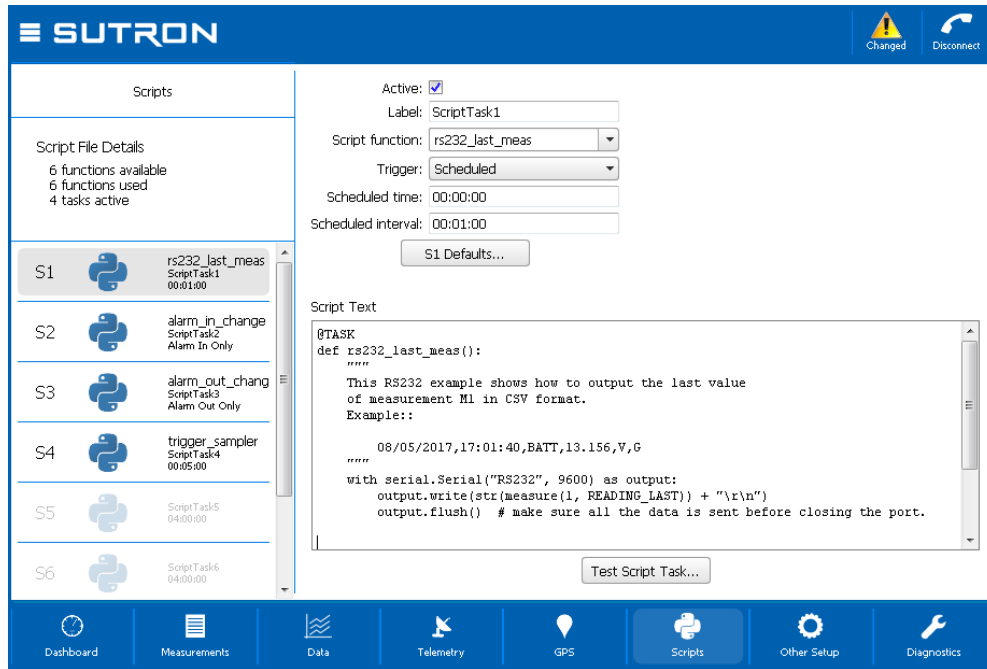 SUTRON
Changed
Disconnect
Scripts
Script File Details
6 functions available
6 functions used
4 tasks active
S1
rs232_last_meas
ScriptTask1
00:01:00
S2
alarm_in_change
ScriptTask2
Alarm In Only
S3
alarm_out_chang
ScriptTask3
Alarm Out Only
S4
trigger_sampler
ScriptTask4
00:05:00
S5
ScriptTask5
04:00:00
S6
ScriptTask6
04:00:00
Active:
Label: ScriptTask1
Script function: rs232_last_meas
Trigger: Scheduled
Scheduled time: 00:00:00
Scheduled interval: 00:01:00
S1 Defaults...
Script Text
@TASK
def rs232_last_meas():
    """
    This RS232 example shows how to output the last value
    of measurement M1 in CSV format.
    Example::
        08/05/2017,17:01:40,BATT,13.156,V,G
    """
    with serial.Serial("RS232", 9600) as output:
        output.write(str(measure(1, READING_LAST)) + "\r\n")
        output.flush()  # make sure all the data is sent before closing the port.
Test Script Task...
Dashboard
Measurements
Data
Telemetry
GPS
Scripts
Other Setup
Diagnostics